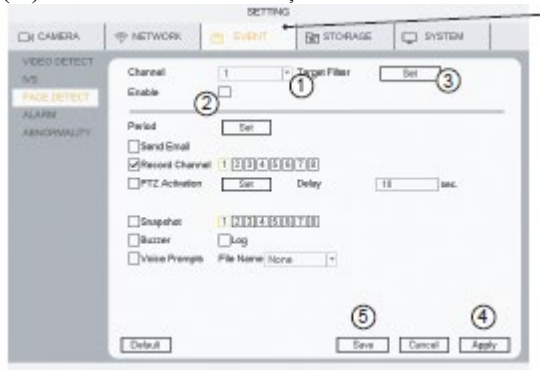 SETTING
CAMERA NETWORK EVENT STORAGE SYSTEM
VIDEO DETECT
IVS
FACE DETECT
ALARM
ABNORMALITY
Channel 1 Target Filter Set
① ③
Enable
②
Period Set
Send Email
Record Channel 1 2 3 4 5 6 7 8
PTZ Activation Set Delay 10 sec.
Snapshot 1 2 3 4 5 6 7 8
Buzzer Log
Voice Prompts File Name None
⑤ ④
Default Save Cancel Apply